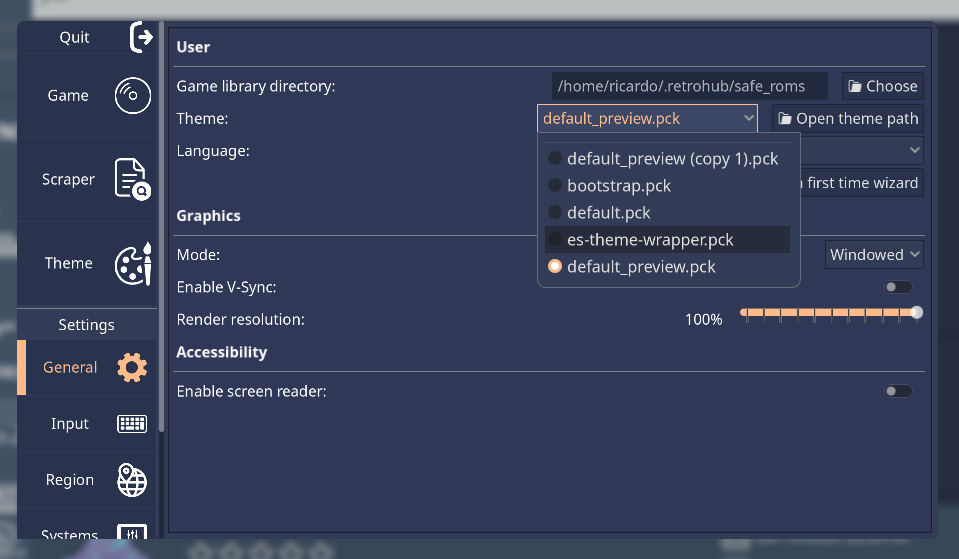 Quit
Game
Scraper
Theme
Settings
General
Input
Region
Systems
User
Game library directory: /home/ricardo/.retrohub/safe_roms Choose
Theme: default_preview.pck Open theme path
Language:
first time wizard
default_preview (copy 1).pck
bootstrap.pck
default.pck
es-theme-wrapper.pck
default_preview.pck
Graphics
Mode: Windowed
Enable V-Sync:
Render resolution: 100%
Accessibility
Enable screen reader: